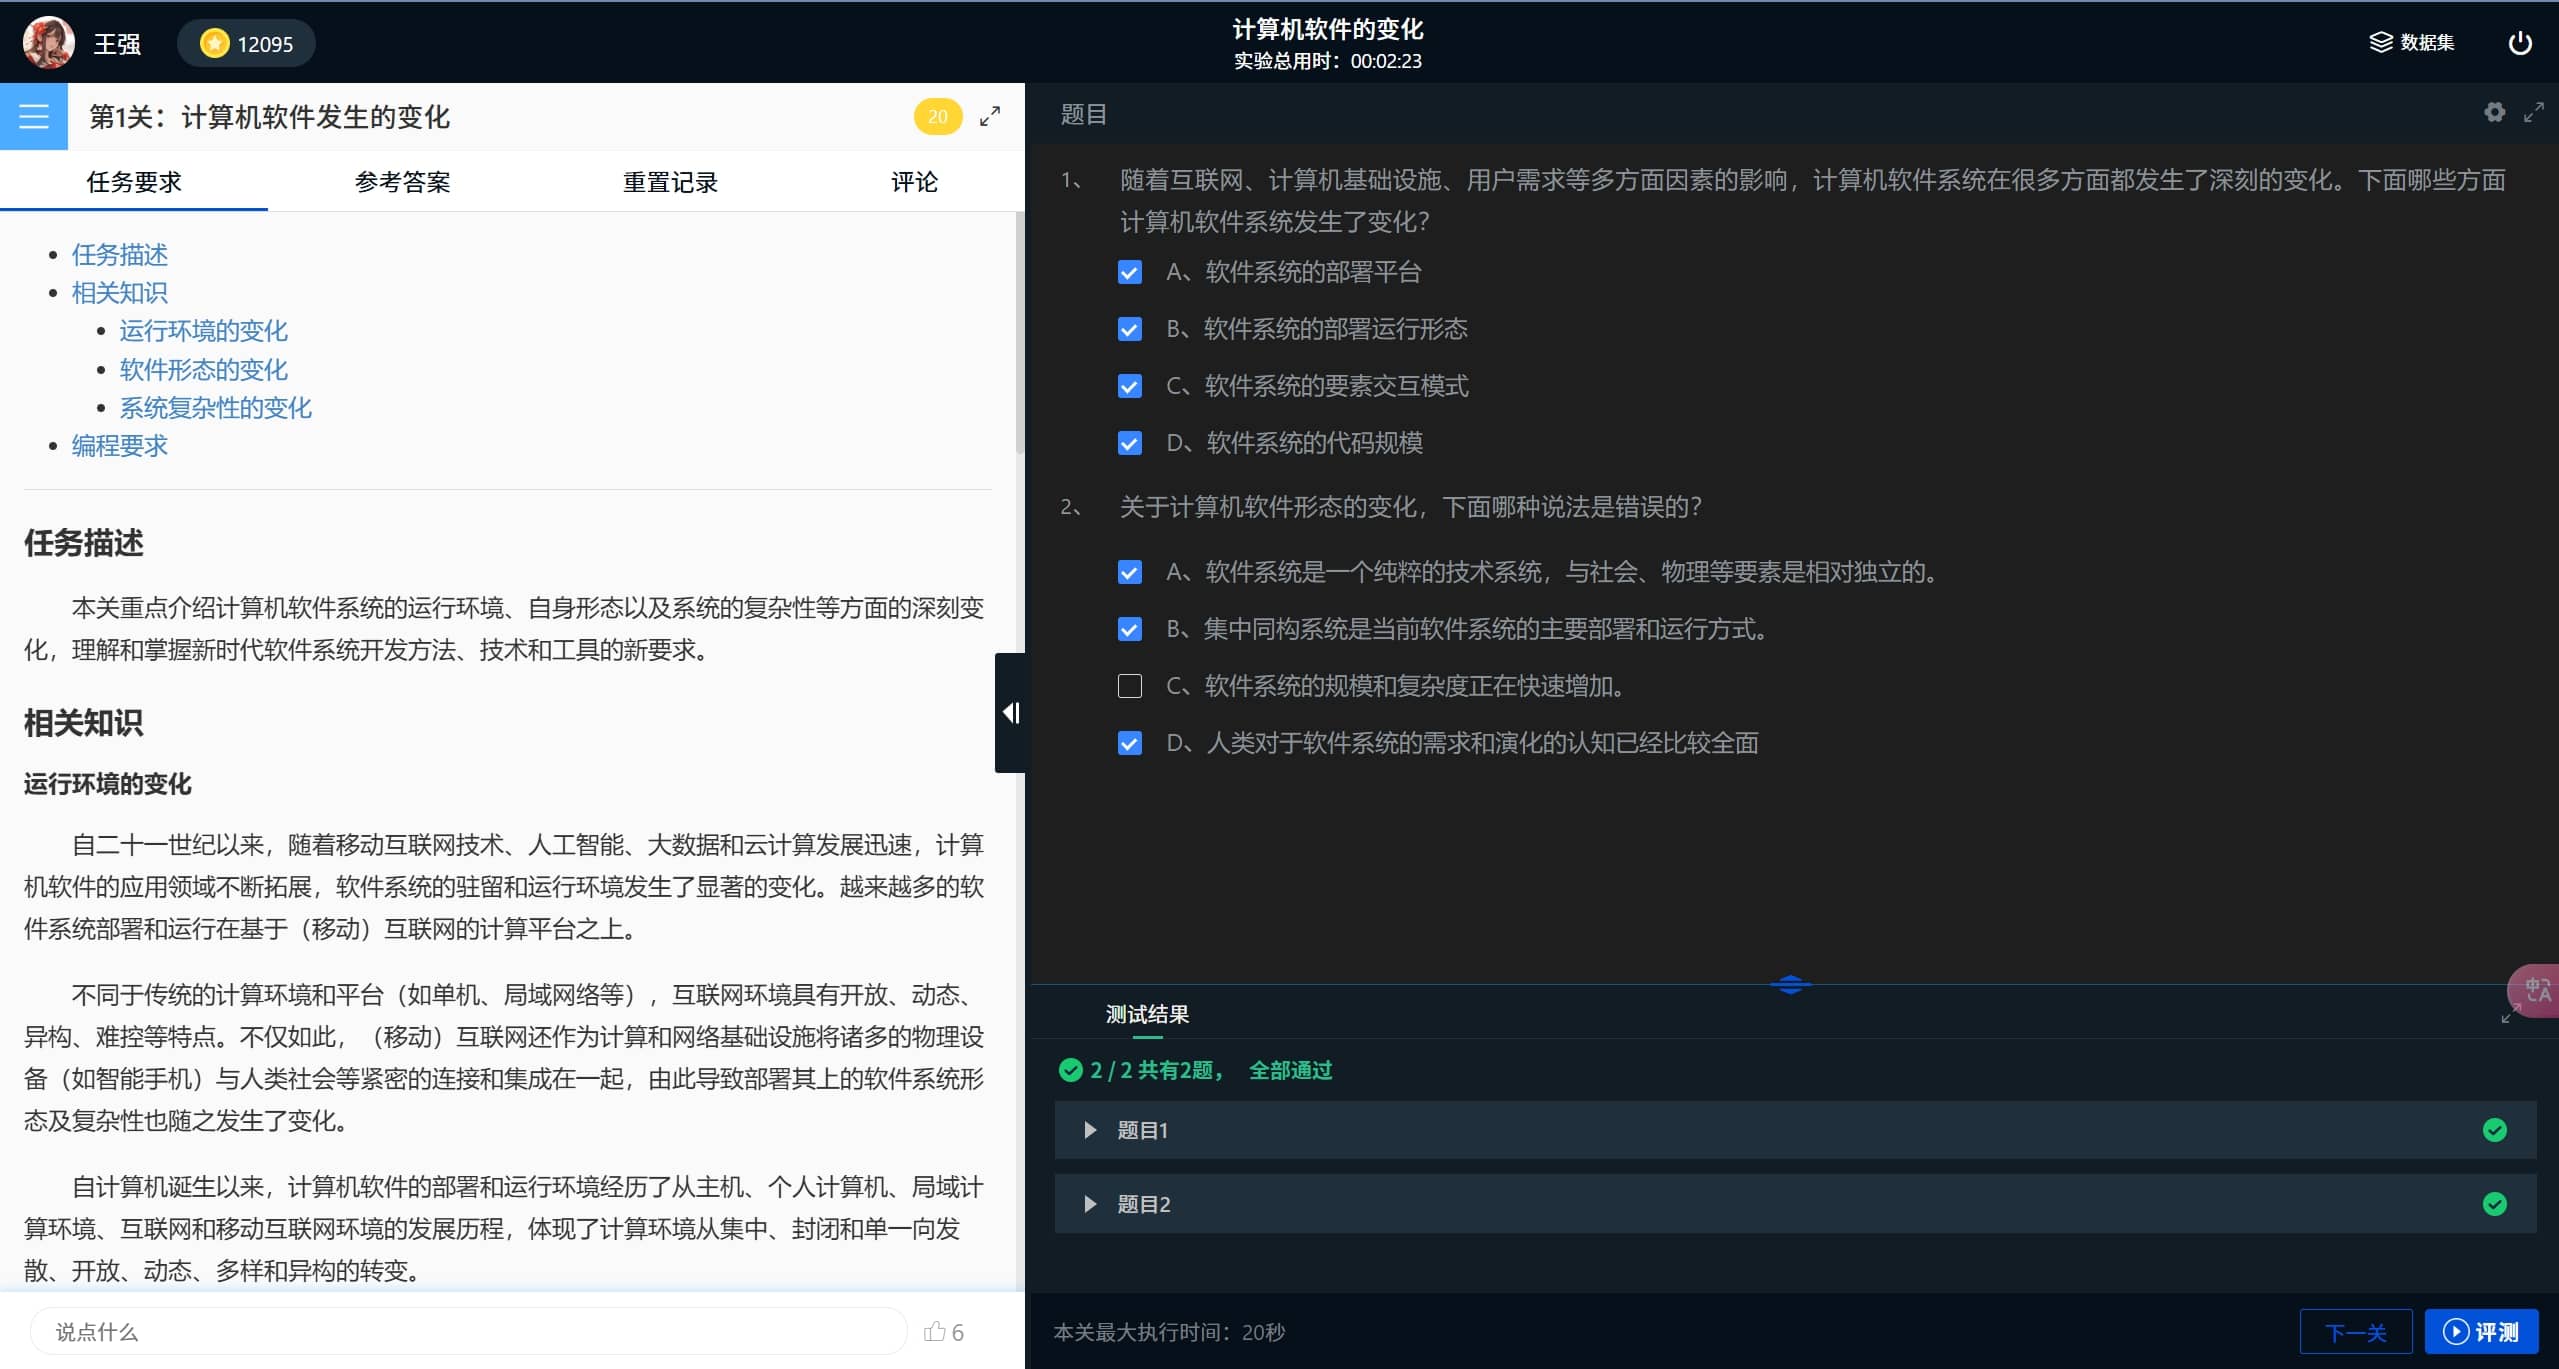 王强
12095
计算机软件的变化
实验总用时：00:02:23
数据集
第1关：计算机软件发生的变化
20
任务要求
参考答案
重置记录
评论
任务描述
相关知识
运行环境的变化
软件形态的变化
系统复杂性的变化
编程要求
任务描述
本关重点介绍计算机软件系统的运行环境、自身形态以及系统的复杂性等方面的深刻变
化，理解和掌握新时代软件系统开发方法、技术和工具的新要求。
相关知识
运行环境的变化
自二十一世纪以来，随着移动互联网技术、人工智能、大数据和云计算发展迅速，计算
机软件的应用领域不断拓展，软件系统的驻留和运行环境发生了显著的变化。越来越多的软
件系统部署和运行在基于（移动）互联网的计算平台之上。
不同于传统的计算环境和平台（如单机、局域网络等），互联网环境具有开放、动态、
异构、难控等特点。不仅如此，（移动）互联网还作为计算和网络基础设施将诸多的物理设
备（如智能手机）与人类社会等紧密的连接和集成在一起，由此导致部署其上的软件系统形
态及复杂性也随之发生了变化。
自计算机诞生以来，计算机软件的部署和运行环境经历了从主机、个人计算机、局域计
算环境、互联网和移动互联网环境的发展历程，体现了计算环境从集中、封闭和单一向发
散、开放、动态、多样和异构的转变。
说点什么
6
题目
1、 随着互联网、计算机基础设施、用户需求等多方面因素的影响，计算机软件系统在很多方面都发生了深刻的变化。下面哪些方面
计算机软件系统发生了变化？
A、软件系统的部署平台
B、软件系统的部署运行形态
C、软件系统的要素交互模式
D、软件系统的代码规模
2、 关于计算机软件形态的变化，下面哪种说法是错误的？
A、软件系统是一个纯粹的技术系统，与社会、物理等要素是相对独立的。
B、集中同构系统是当前软件系统的主要部署和运行方式。
C、软件系统的规模和复杂度正在快速增加。
D、人类对于软件系统的需求和演化的认知已经比较全面
中A
测试结果
2 / 2 共有2题， 全部通过
题目1
题目2
本关最大执行时间：20秒
下一关
评测